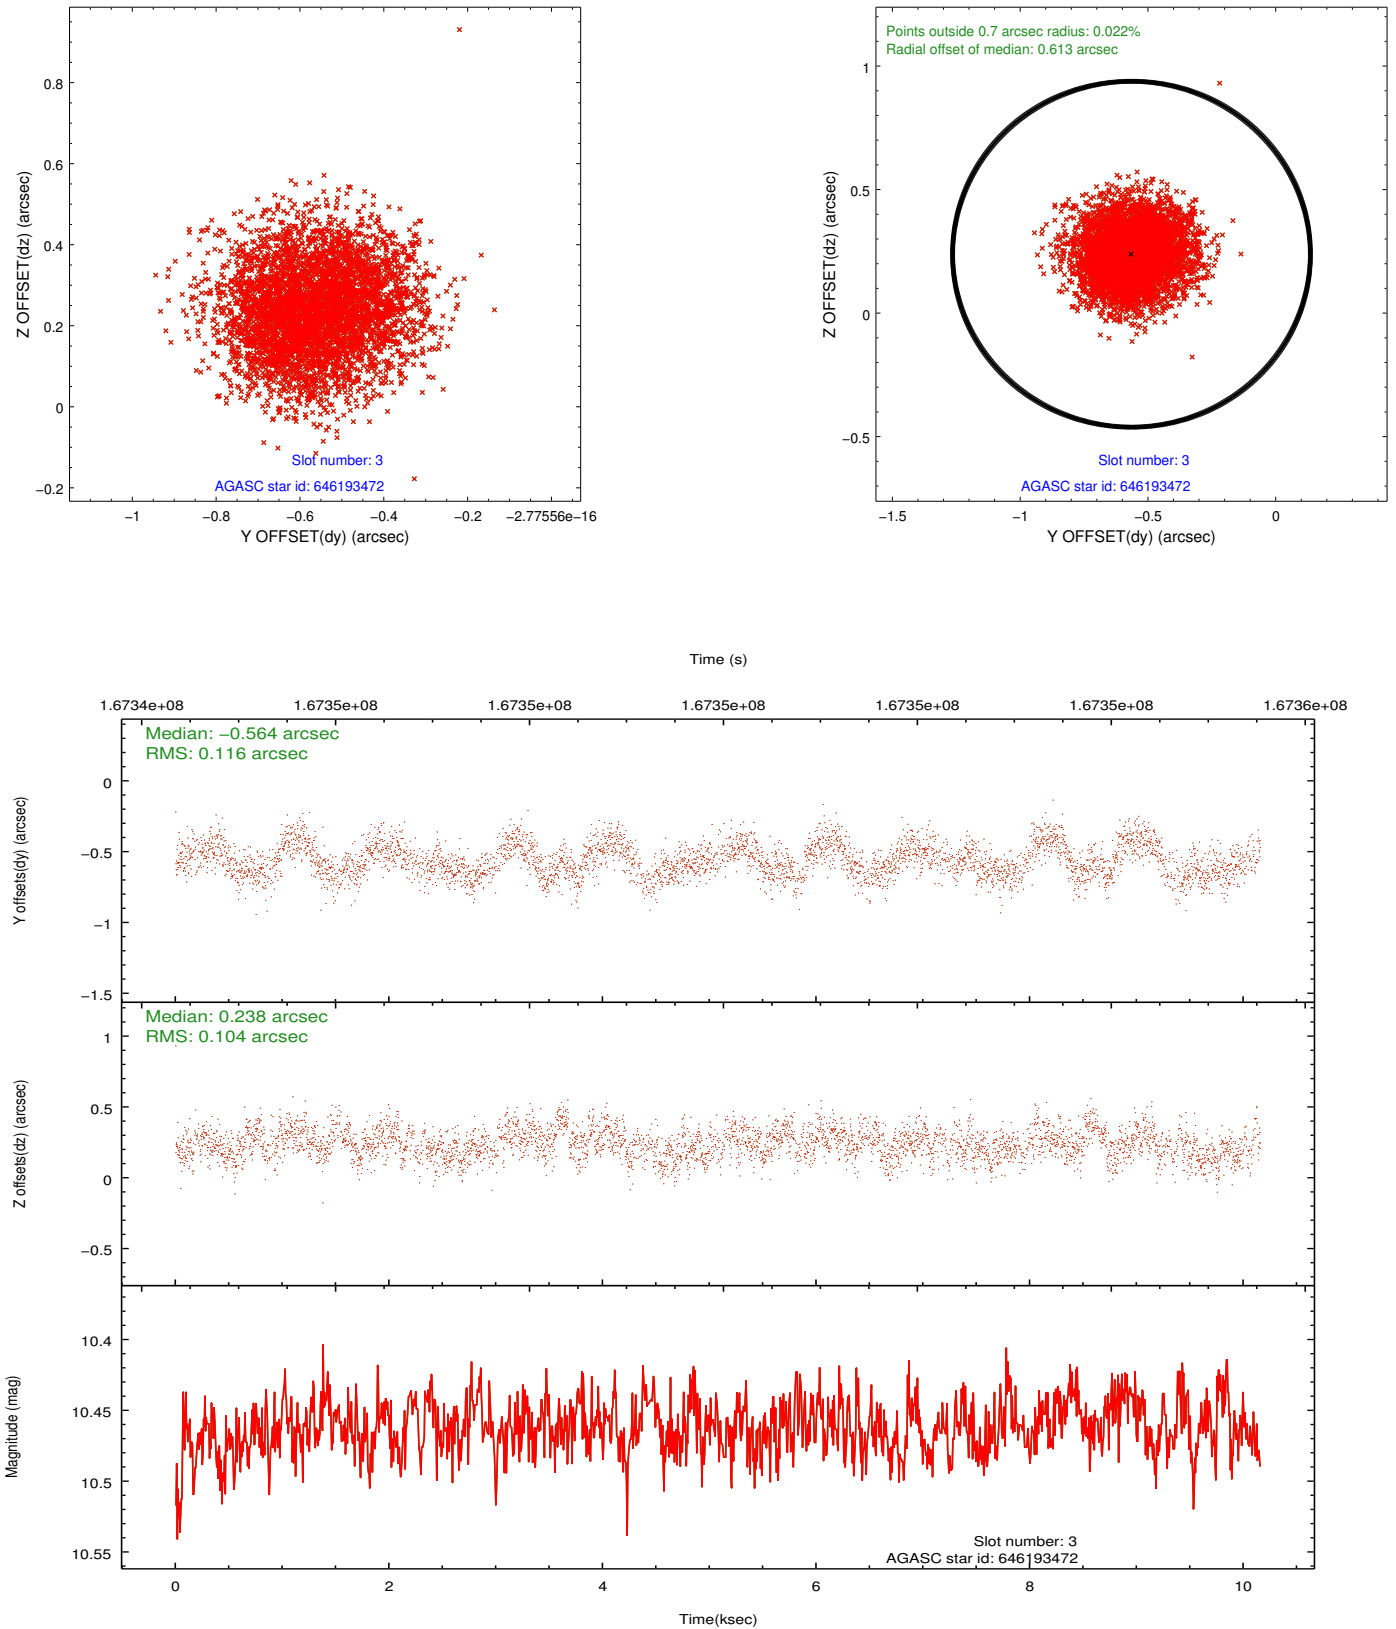 0.8
0.6
0.4
0.2
0
−0.2
Z OFFSET(dz) (arcsec)
Slot number: 3
AGASC star id: 646193472
−1 −0.8 −0.6 −0.4 −0.2 −2.77556e−16
Y OFFSET(dy) (arcsec)
Points outside 0.7 arcsec radius: 0.022%
Radial offset of median: 0.613 arcsec
1
0.5
0
−0.5
Z OFFSET(dz) (arcsec)
Slot number: 3
AGASC star id: 646193472
−1.5 −1 −0.5 0
Y OFFSET(dy) (arcsec)
Time (s)
1.6734e+08 1.6735e+08 1.6735e+08 1.6735e+08 1.6735e+08 1.6735e+08 1.6736e+08
Median: −0.564 arcsec
RMS: 0.116 arcsec
0
−0.5
−1
−1.5
Y offsets(dy) (arcsec)
Median: 0.238 arcsec
RMS: 0.104 arcsec
1
0.5
0
−0.5
Z offsets(dz) (arcsec)
10.4
10.45
10.5
10.55
Magnitude (mag)
Slot number: 3
AGASC star id: 646193472
0 2 4 6 8 10
Time(ksec)